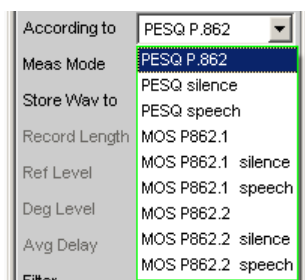 According to PESQ P.862
Meas Mode PESQ P.862
PESQ silence
Store Wav to PESQ speech
Record Length MOS P862.1
Ref Level MOS P862.1 silence
MOS P862.1 speech
Deg Level MOS P862.2
Avg Delay MOS P862.2 silence
Filter MOS P862.2 speech